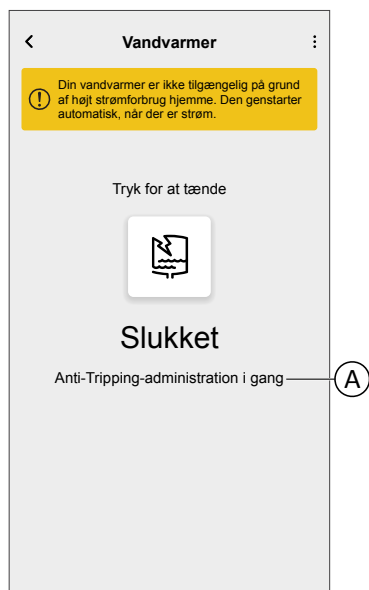 Vandvarmer
Din vandvarmer er ikke tilgængelig på grund
af højt strømforbrug hjemme. Den genstarter
automatisk, når der er strøm.
Tryk for at tænde
Slukket
Anti-Tripping-administration i gang
A